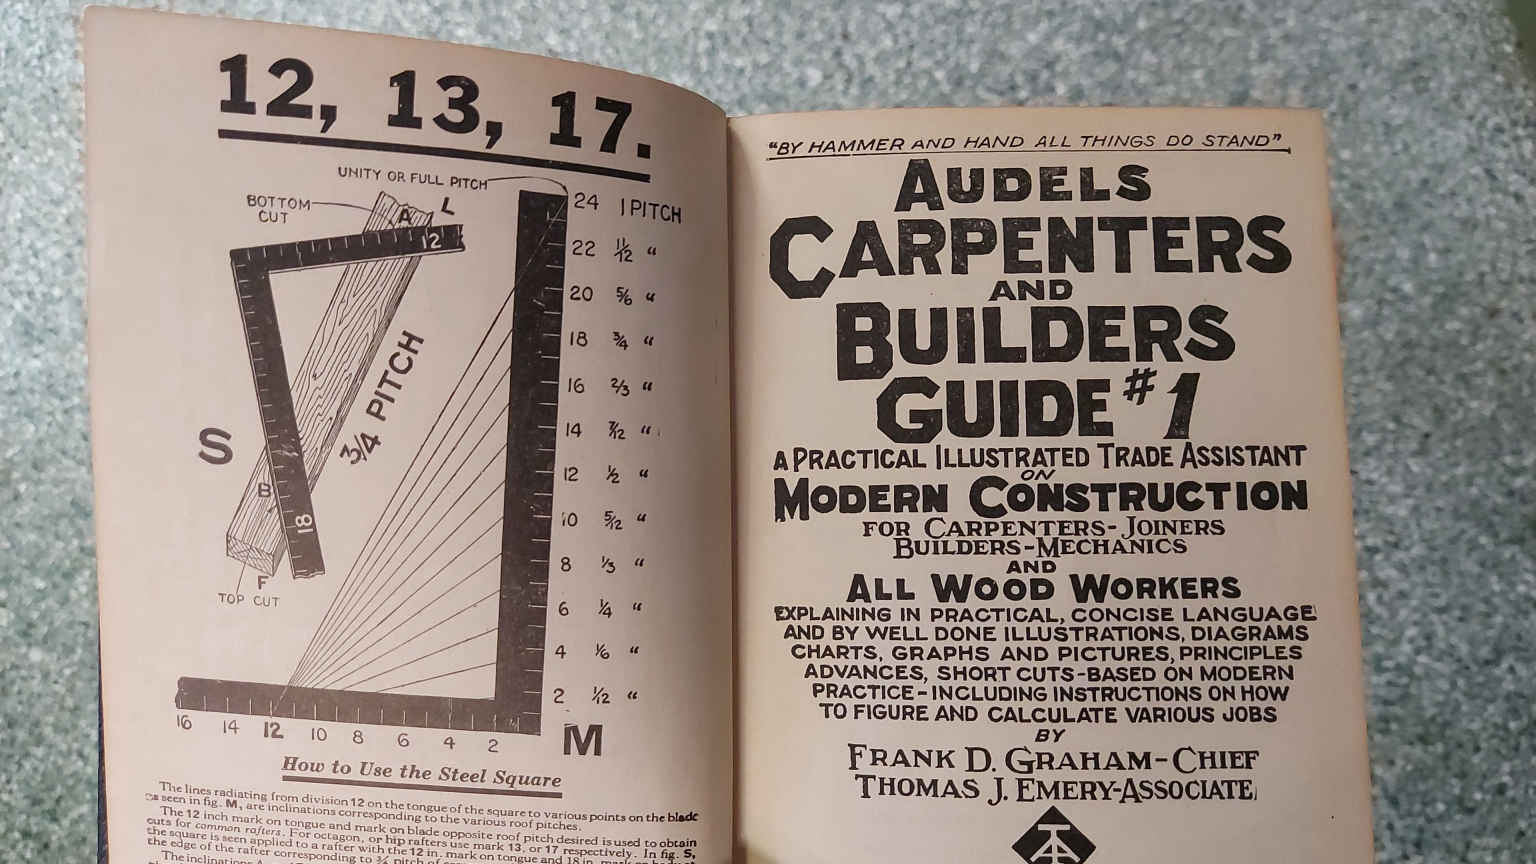 12, 13, 17.
UNITY OR FULL PITCH
BOTTOM
CUT
A
L
12
24 1 PITCH
22 11/12 "
20 5/6 "
18 3/4 "
16 2/3 "
14 7/12 "
12 1/2 "
10 5/12 "
8 1/3 "
6 1/4 "
4 1/6 "
2 1/12 "
3/4 PITCH
S
B
18
F
TOP CUT
16 14 12 10 8 6 4 2
M
How to Use the Steel Square
The lines radiating from division 12 on the tongue of the square to various points on the blade
as seen in fig. M, are inclinations corresponding to the various roof pitches.
The 12 inch mark on tongue and mark on blade opposite roof pitch desired is used to obtain
cuts for common rafters. For octagon, or hip rafters use mark 13, or 17 respectively. In fig. S,
the square is seen applied to a rafter with the 12 in. mark on tongue and 18 in. mark on
the edge of the rafter corresponding to 3/4 pitch of
The inclinations
"BY HAMMER AND HAND ALL THINGS DO STAND"
AUDELS
CARPENTERS
AND
BUILDERS
GUIDE #1
A PRACTICAL ILLUSTRATED TRADE ASSISTANT
ON
MODERN CONSTRUCTION
FOR CARPENTERS-JOINERS
BUILDERS-MECHANICS
AND
ALL WOOD WORKERS
EXPLAINING IN PRACTICAL, CONCISE LANGUAGE
AND BY WELL DONE ILLUSTRATIONS, DIAGRAMS
CHARTS, GRAPHS AND PICTURES, PRINCIPLES
ADVANCES, SHORT CUTS-BASED ON MODERN
PRACTICE-INCLUDING INSTRUCTIONS ON HOW
TO FIGURE AND CALCULATE VARIOUS JOBS
BY
FRANK D. GRAHAM-CHIEF
THOMAS J. EMERY-ASSOCIATE